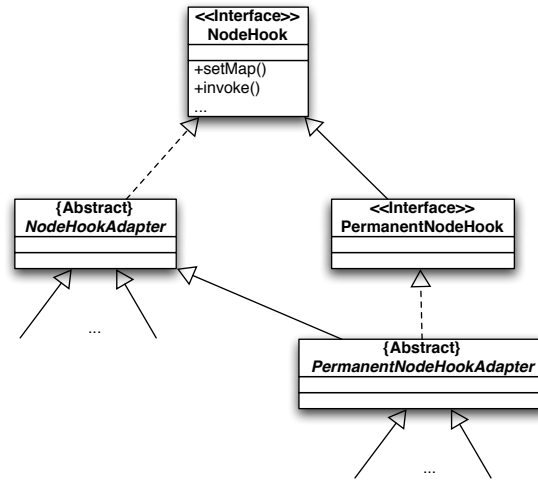 <<Interface>>
NodeHook
+setMap()
+invoke()
...
{Abstract}
NodeHookAdapter
<<Interface>>
PermanentNodeHook
...
{Abstract}
PermanentNodeHookAdapter
...